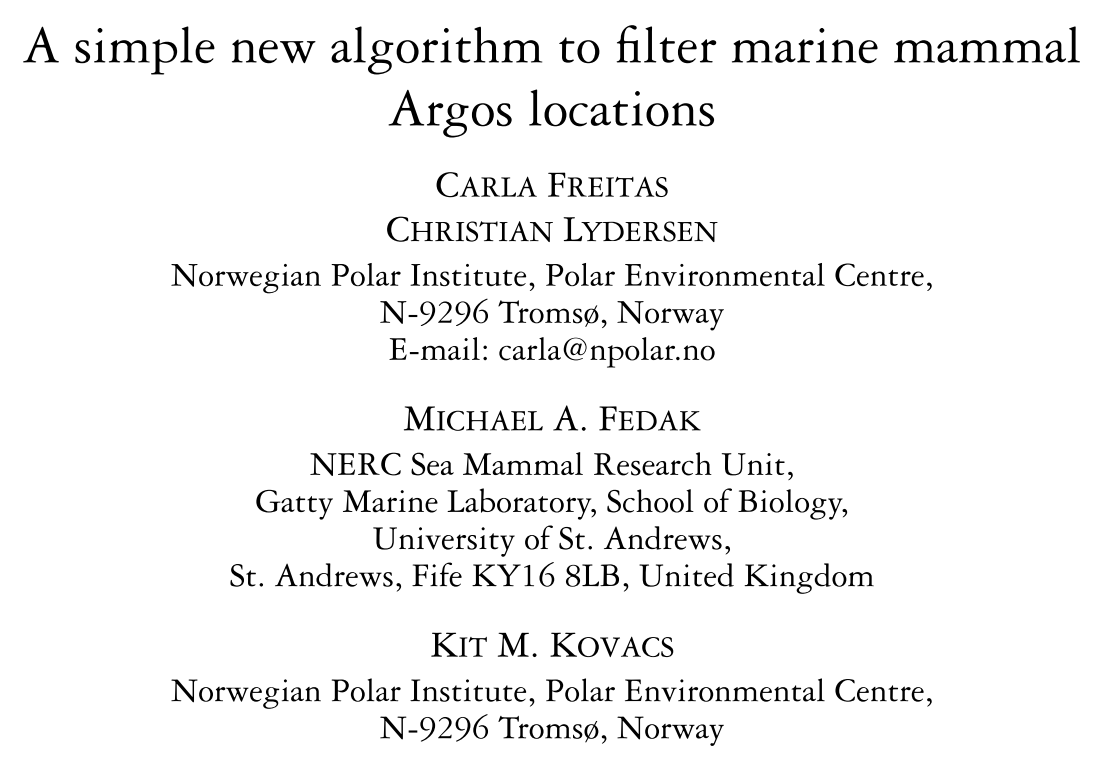 A simple new algorithm to filter marine mammal
Argos locations
CARLA FREITAS
CHRISTIAN LYDERSEN
Norwegian Polar Institute, Polar Environmental Centre,
N-9296 Tromsø, Norway
E-mail: carla@npolar.no
MICHAEL A. FEDAK
NERC Sea Mammal Research Unit,
Gatty Marine Laboratory, School of Biology,
University of St. Andrews,
St. Andrews, Fife KY16 8LB, United Kingdom
KIT M. KOVACS
Norwegian Polar Institute, Polar Environmental Centre,
N-9296 Tromsø, Norway